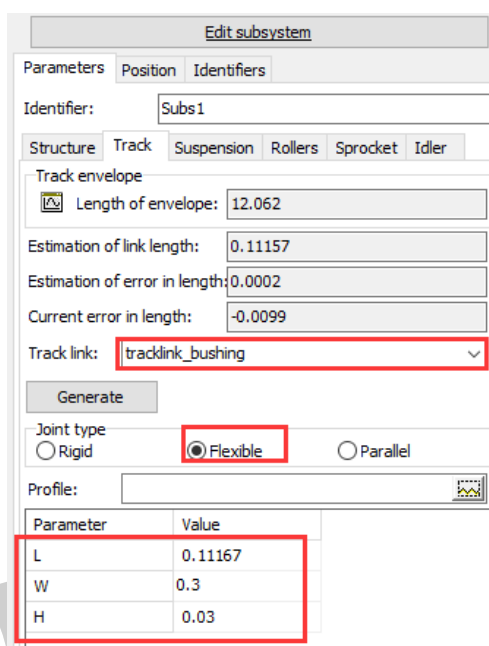 Edit subsystem
Parameters Position Identifiers
Identifier: Subs1
Structure Track Suspension Rollers Sprocket Idler
Track envelope
Length of envelope: 12.062
Estimation of link length: 0.11157
Estimation of error in length: 0.0002
Current error in length: -0.0099
Track link: tracklink_bushing
Generate
Joint type
Rigid Flexible Parallel
Profile:
Parameter Value
L 0.11167
W 0.3
H 0.03